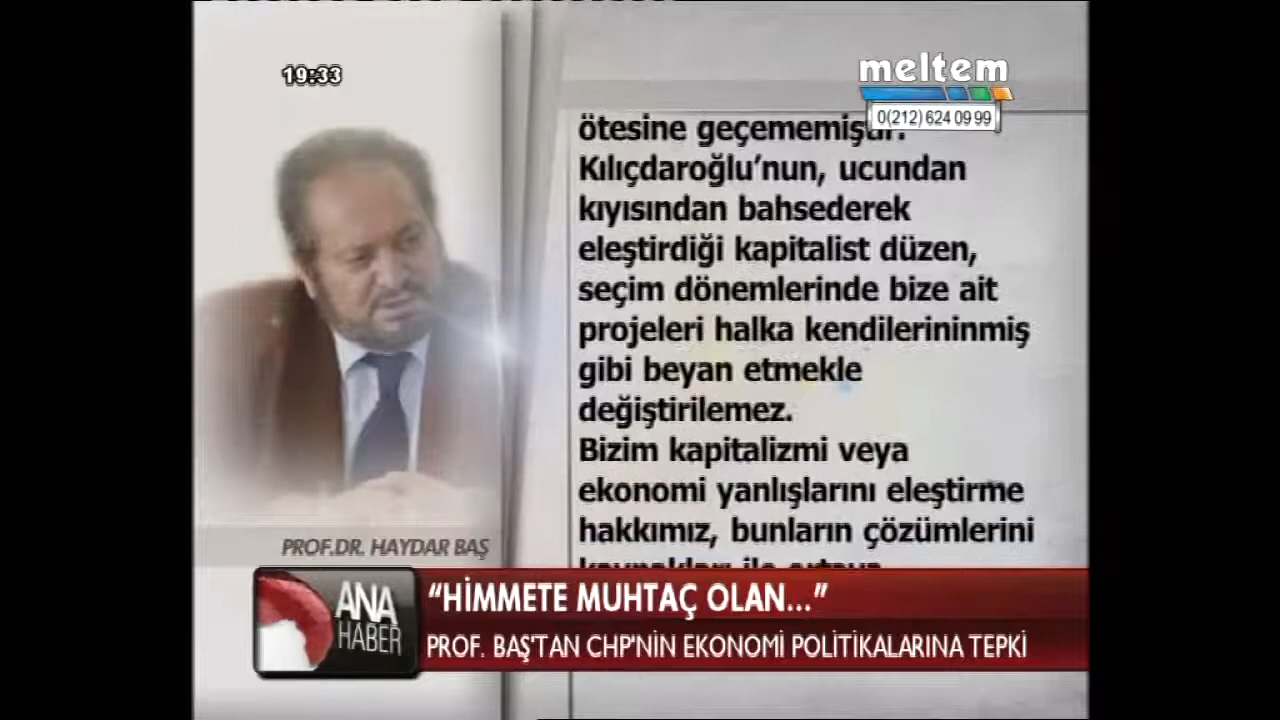 19:33
meltem
0(212) 624 09 99
ötesine geçememiştir.
Kılıçdaroğlu'nun, ucundan
kıyısından bahsederek
eleştirdiği kapitalist düzen,
seçim dönemlerinde bize ait
projeleri halka kendilerininmiş
gibi beyan etmekle
değiştirilemez.
Bizim kapitalizmi veya
ekonomi yanlışlarını eleştirme
hakkımız, bunların çözümlerini
PROF.DR. HAYDAR BAŞ
ANA
HABER
“HİMMETE MUHTAÇ OLAN...”
PROF. BAŞ'TAN CHP'NİN EKONOMİ POLİTİKALARINA TEPKİ